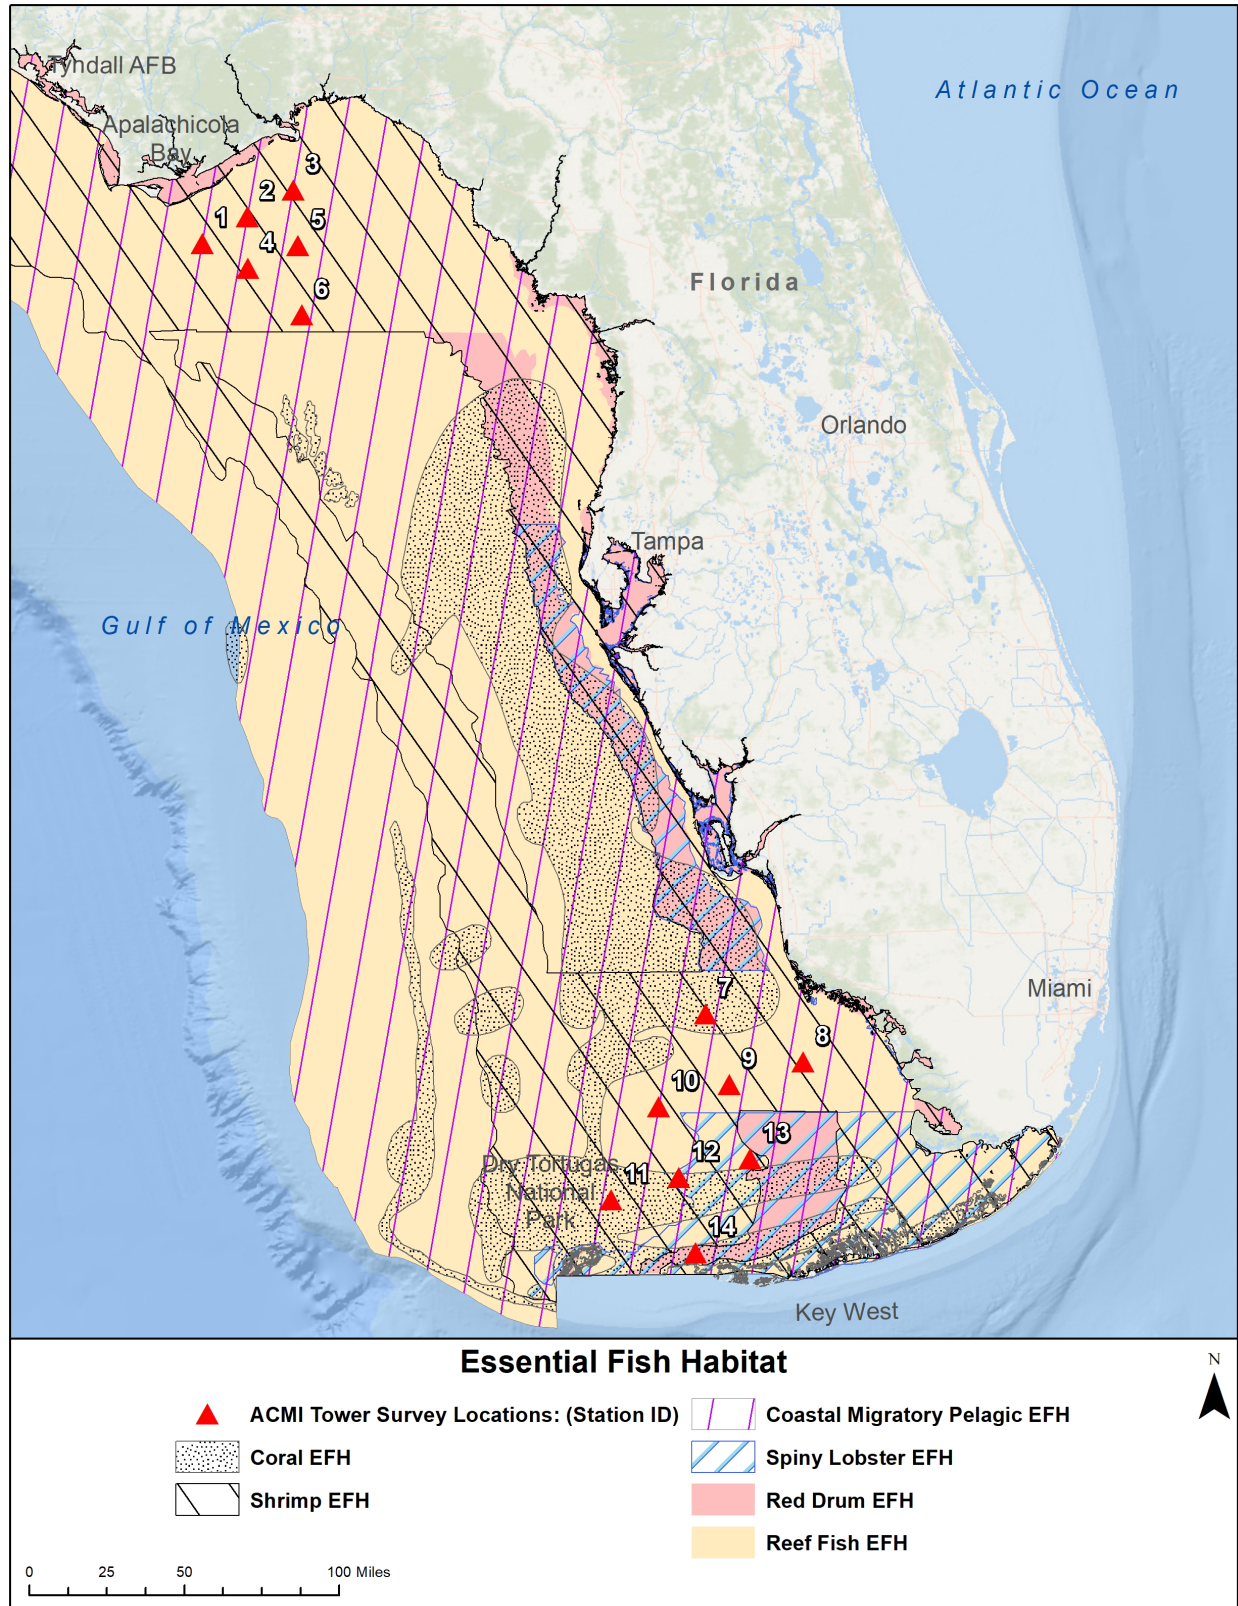 Tyndall AFB
Atlantic Ocean
Apalachicola
Bay
3
2
1
5
4
Florida
6
Orlando
Tampa
Gulf of Mexico
7
Miami
8
9
10
13
12
Dry Tortugas
11
National
Park
14
Key West
Essential Fish Habitat
N
ACMI Tower Survey Locations: (Station ID)
Coastal Migratory Pelagic EFH
Coral EFH
Spiny Lobster EFH
Shrimp EFH
Red Drum EFH
Reef Fish EFH
0 25 50 100 Miles